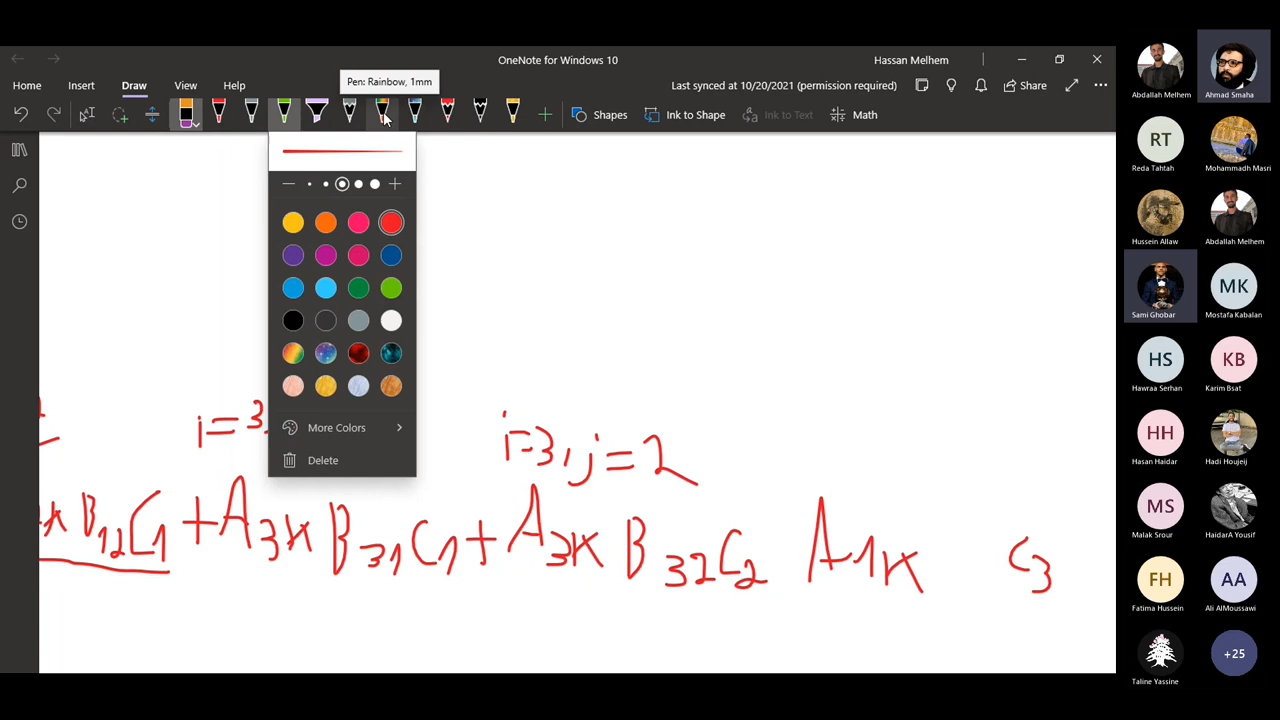 OneNote for Windows 10
Hassan Melhem
Pen: Rainbow, 1mm
Home Insert Draw View Help
Last synced at 10/20/2021 (permission required)
Share
Shapes
Ink to Shape
Ink to Text
Math
More Colors
Delete
i=3
i=3, j=2
B12C1 + A3K B31C1 + A3K B32C2 A1K C3
Abdallah Melhem
Ahmad Smaha
RT
Reda Tahtah
Mohammadh Masri
Hussein Allaw
Abdallah Melhem
Sami Ghobar
MK
Mostafa Kabalan
HS
Hawraa Serhan
KB
Karim Bsat
HH
Hasan Haidar
Hadi Houjeij
MS
Malak Srour
HaidarA Yousif
FH
Fatima Hussein
AA
Ali AlMoussawi
Taline Yassine
+25